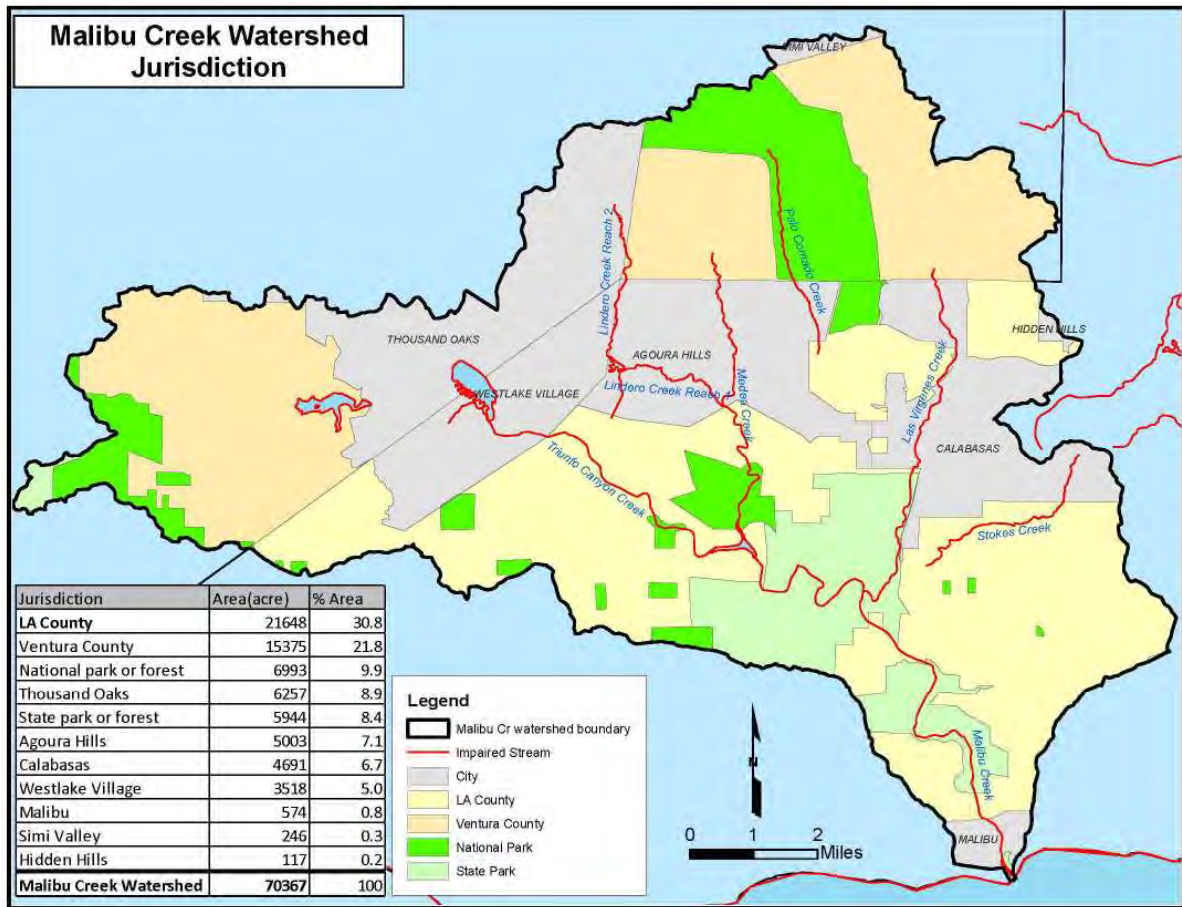 Malibu Creek Watershed
Jurisdiction
SIMI VALLEY
Lindero Creek Reach 2
Palo Comado Creek
THOUSAND OAKS
AGOURA HILLS
HIDDEN HILLS
WESTLAKE VILLAGE
Lindero Creek Reach 1
Medea Creek
Las Virgenes Creek
CALABASAS
Triunfo Canyon Creek
Stokes Creek
Malibu Creek
MALIBU
Jurisdiction Area(acre) % Area
LA County 21648 30.8
Ventura County 15375 21.8
National park or forest 6993 9.9
Thousand Oaks 6257 8.9
State park or forest 5944 8.4
Agoura Hills 5003 7.1
Calabasas 4691 6.7
Westlake Village 3518 5.0
Malibu 574 0.8
Simi Valley 246 0.3
Hidden Hills 117 0.2
Malibu Creek Watershed 70367 100
Legend
Malibu Cr watershed boundary
Impaired Stream
City
LA County
Ventura County
National Park
State Park
N
0 1 2
Miles